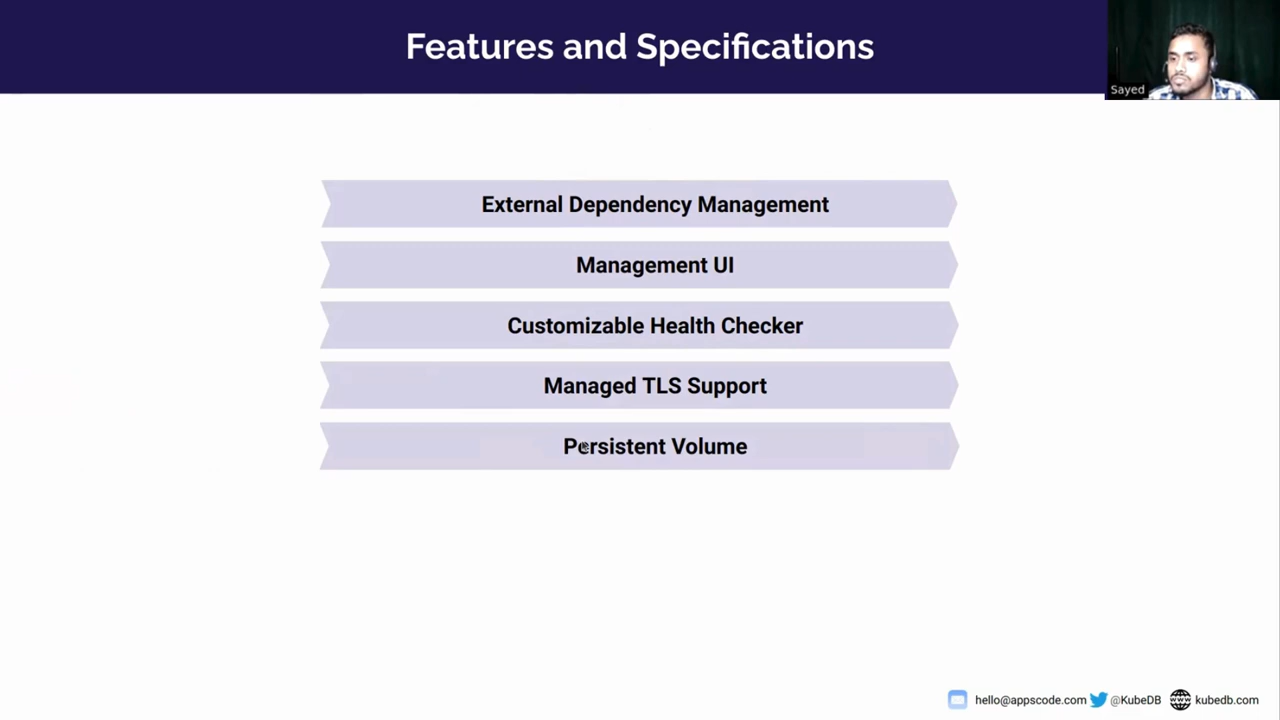 Features and Specifications
Sayed
External Dependency Management
Management UI
Customizable Health Checker
Managed TLS Support
Persistent Volume
hello@appscode.com @KubeDB www kubedb.com